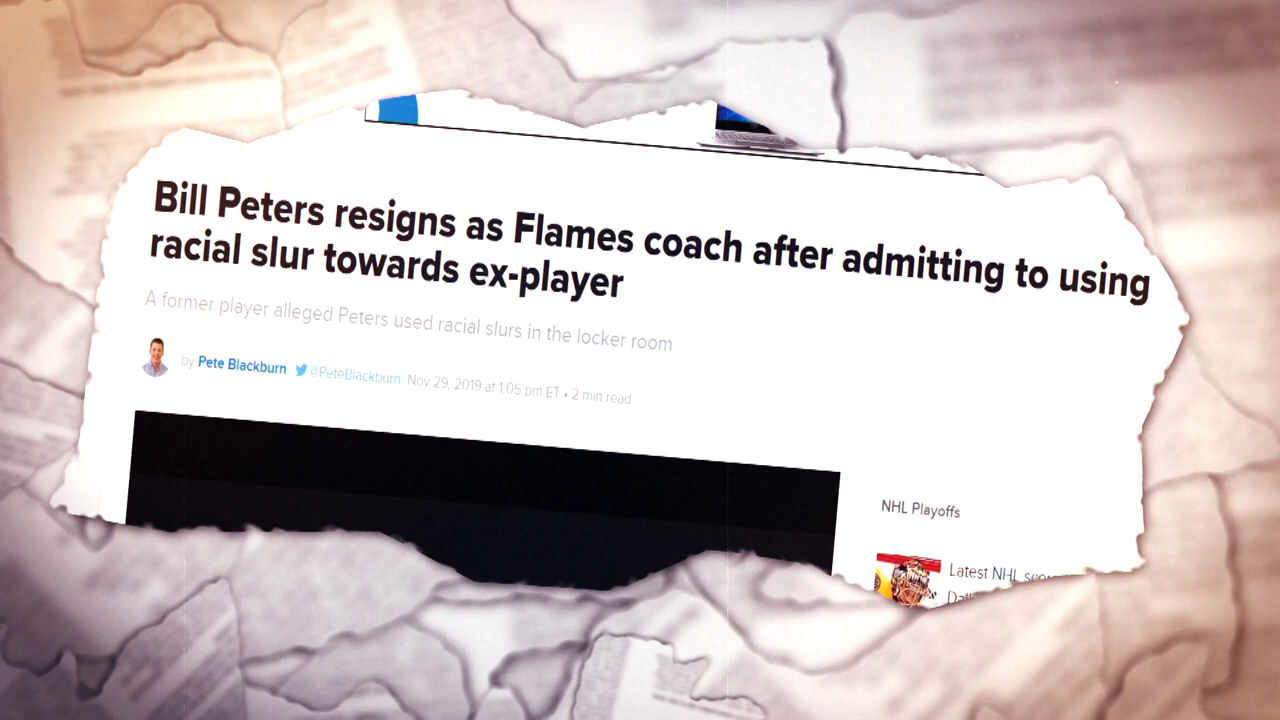 Bill Peters resigns as Flames coach after admitting to using
racial slur towards ex-player
A former player alleged Peters used racial slurs in the locker room
by Pete Blackburn @PeteBlackburn Nov 29, 2019 at 1:05 pm ET • 2 min read
NHL Playoffs
Latest NHL